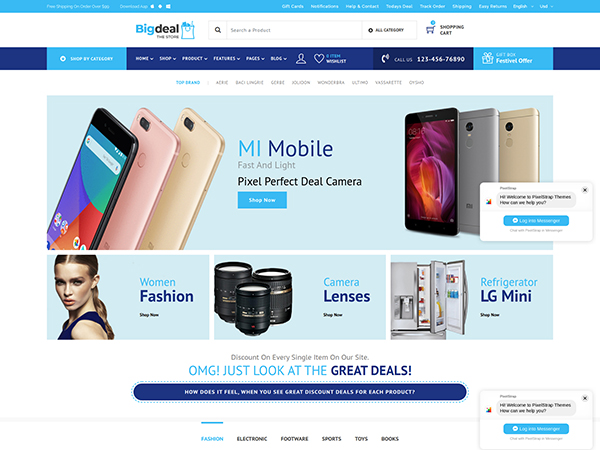 Free Shipping On Order Over $99 Download App Gift Cards Notifications Help & Contact Todays Deal Track Order Shipping Easy Returns English Usd
Bigdeal
THE STORE
Search a Product
ALL CATEGORY
0
SHOPPING
CART
SHOP BY CATEGORY
HOME SHOP PRODUCT FEATURES PAGES BLOG
0 ITEM
WISHLIST
CALL US 123-456-76890
GIFT BOX
Festivel Offer
TOP BRAND AERIE BACI LINGRIE GERBE JOLIDON WONDERBRA ULTIMO VASSARETTE DYSHO
MI Mobile
Fast And Light
Pixel Perfect Deal Camera
Shop Now
PixelStrap
Hi! Welcome to PixelStrap Themes
How can we help you?
Log into Messenger
Chat with PixelStrap in Messenger
Women
Fashion
Shop Now
Camera
Lenses
Shop Now
Refrigerator
LG Mini
Shop Now
Discount On Every Single Item On Our Site.
OMG! JUST LOOK AT THE GREAT DEALS!
HOW DOES IT FEEL, WHEN YOU SEE GREAT DISCOUNT DEALS FOR EACH PRODUCT?
PixelStrap
Hi! Welcome to PixelStrap Themes
How can we help you?
Log into Messenger
Chat with PixelStrap in Messenger
FASHION ELECTRONIC FOOTWARE SPORTS TOYS BOOKS